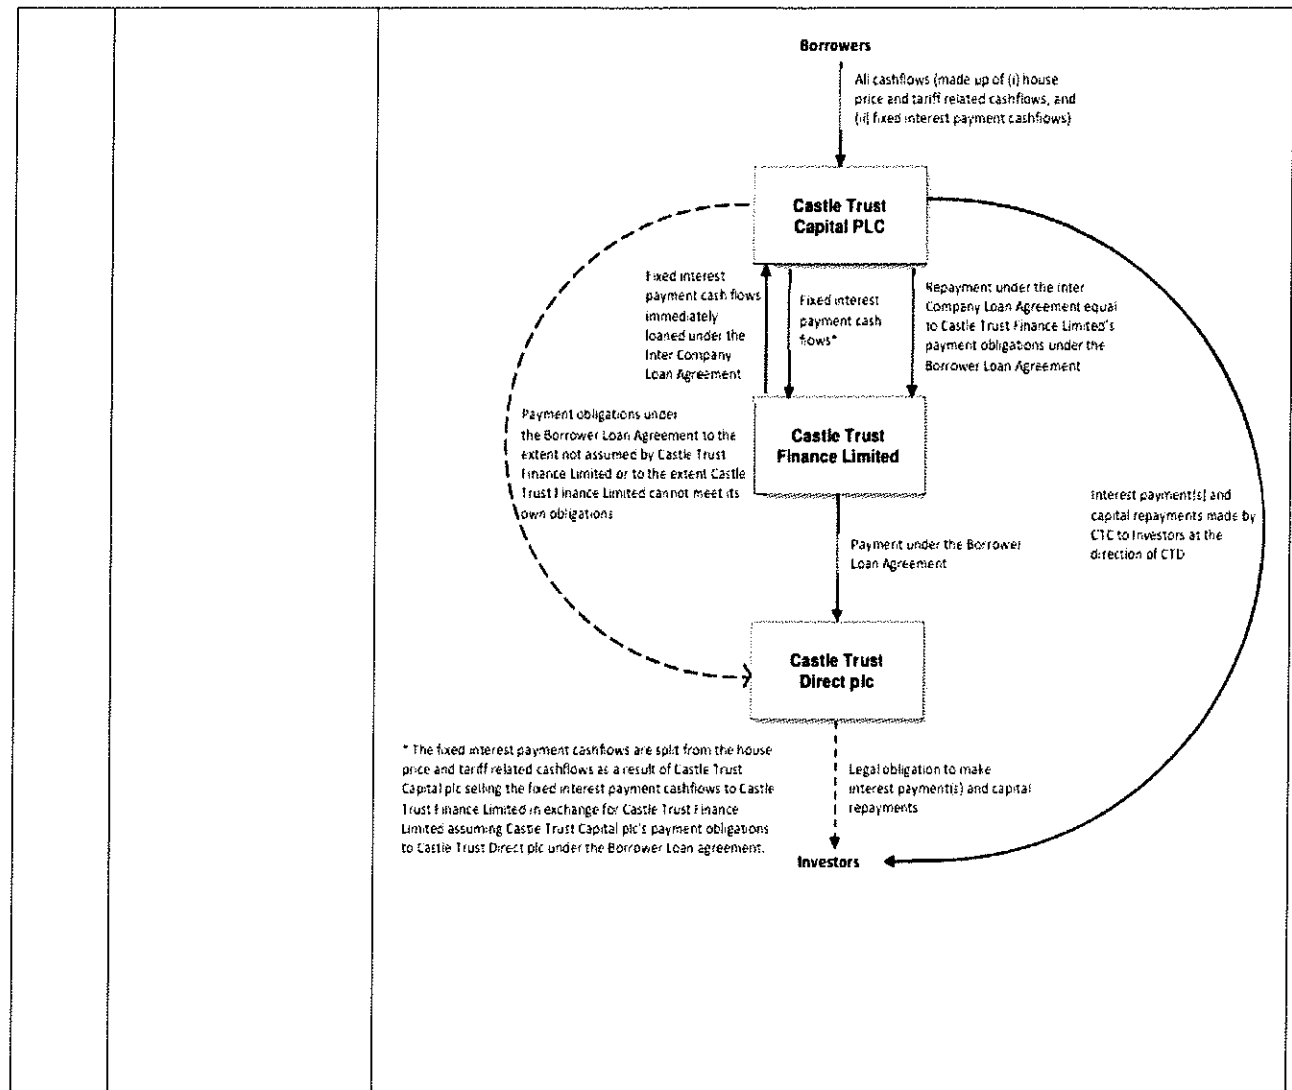 Borrowers
All cashflows (made up of (i) house
price and tariff related cashflows, and
(ii) fixed interest payment cashflows)
Castle Trust
Capital PLC
Fixed interest
payment cash flows
immediately
loaned under the
Inter Company
Loan Agreement
Fixed interest
payment cash
flows*
Repayment under the Inter
Company Loan Agreement equal
to Castle Trust Finance Limited's
payment obligations under the
Borrower Loan Agreement
Payment obligations under
the Borrower Loan Agreement to the
extent not assumed by Castle Trust
Finance Limited or to the extent Castle
Trust Finance Limited cannot meet its
own obligations
Castle Trust
Finance Limited
Interest payment(s) and
capital repayments made by
CTC to Investors at the
direction of CTD
Payment under the Borrower
Loan Agreement
Castle Trust
Direct plc
* The fixed interest payment cashflows are split from the house
price and tariff related cashflows as a result of Castle Trust
Capital plc selling the fixed interest payment cashflows to Castle
Trust Finance Limited in exchange for Castle Trust Finance
Limited assuming Castle Trust Capital plc's payment obligations
to Castle Trust Direct plc under the Borrower Loan agreement.
Legal obligation to make
interest payment(s) and capital
repayments
Investors